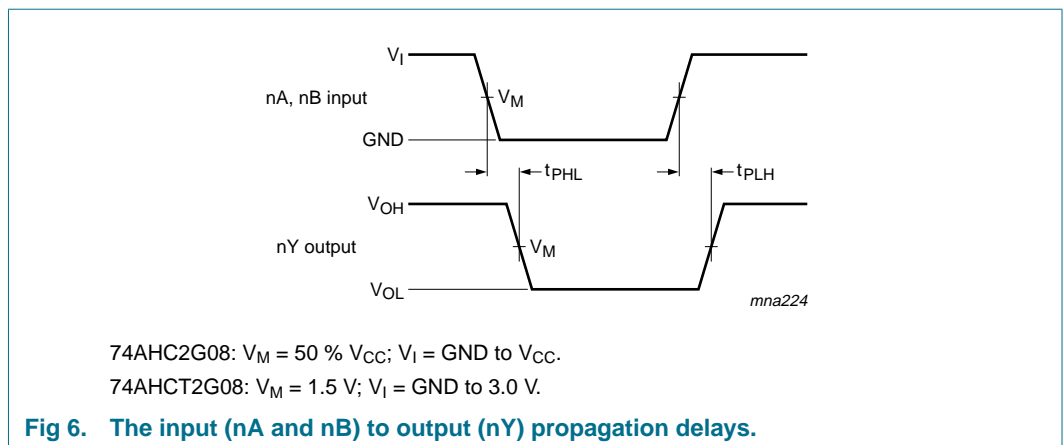 VI
nA, nB input
VM
GND
tPHL
tPLH
VOH
nY output
VM
VOL
mna224
74AHC2G08: VM = 50 % VCC; VI = GND to VCC.
74AHCT2G08: VM = 1.5 V; VI = GND to 3.0 V.
Fig 6. The input (nA and nB) to output (nY) propagation delays.